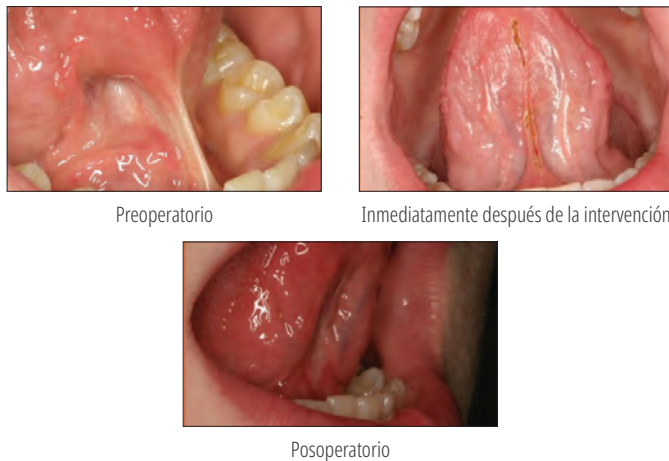 Preoperatorio
Inmediatamente después de la intervención
Posoperatorio